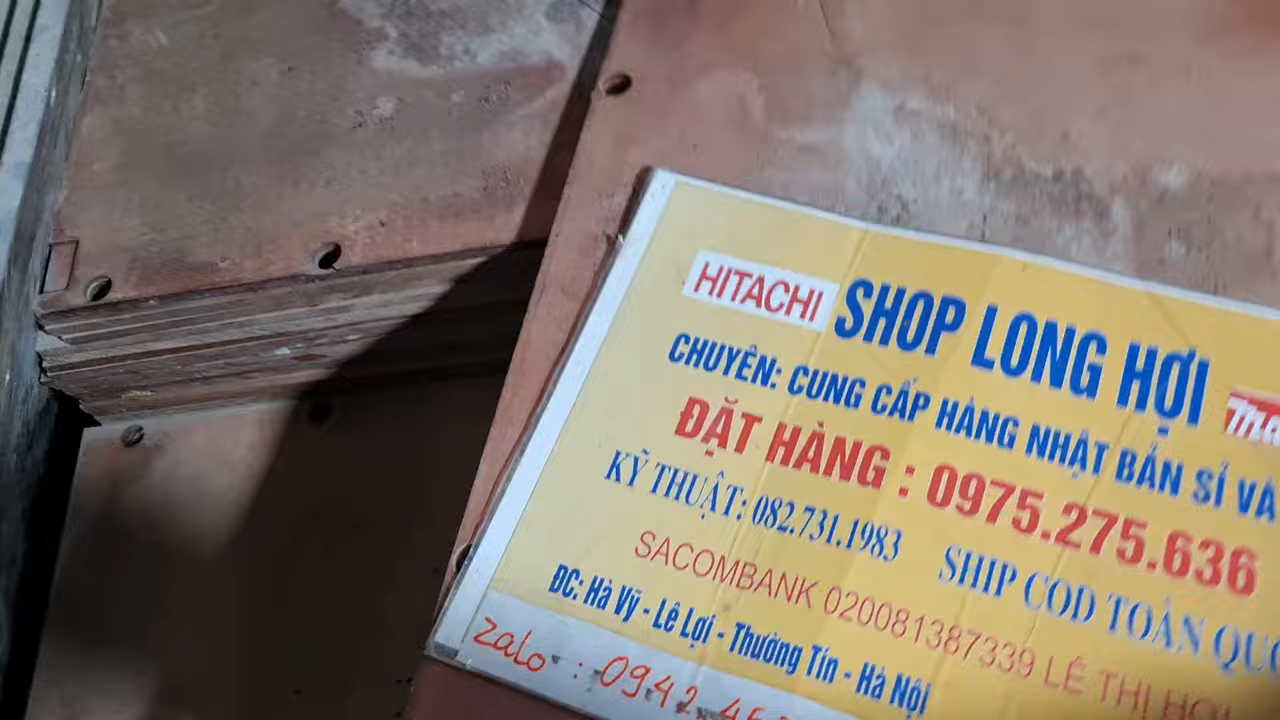 HITACHI SHOP LONG HỢI
CHUYÊN: CUNG CẤP HÀNG NHẬT BẢN SỈ VÀ
ĐẶT HÀNG : 0975.275.636
KỸ THUẬT: 082.731.1983 SHIP COD TOÀN
SACOMBANK 020081387339 LÊ THỊ
ĐC: Hà Vỹ - Lê Lợi - Thường Tín - Hà Nội
zalo : 0942